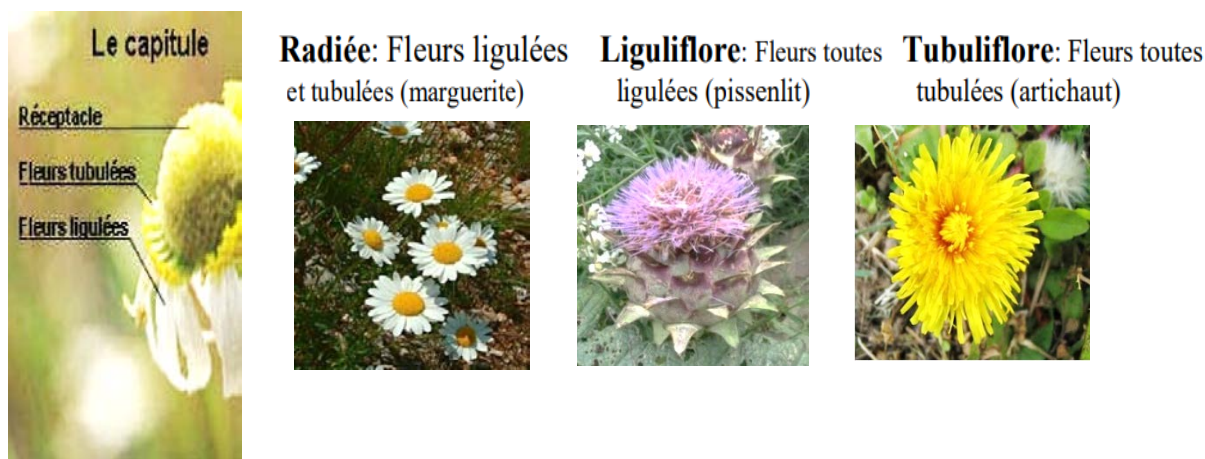 Le capitule
Réceptacle
Fleurs tubulées
Fleurs ligulées
Radiée: Fleurs ligulées
et tubulées (marguerite)
Liguliflore: Fleurs toutes
ligulées (pissenlit)
Tubuliflore: Fleurs toutes
tubulées (artichaut)